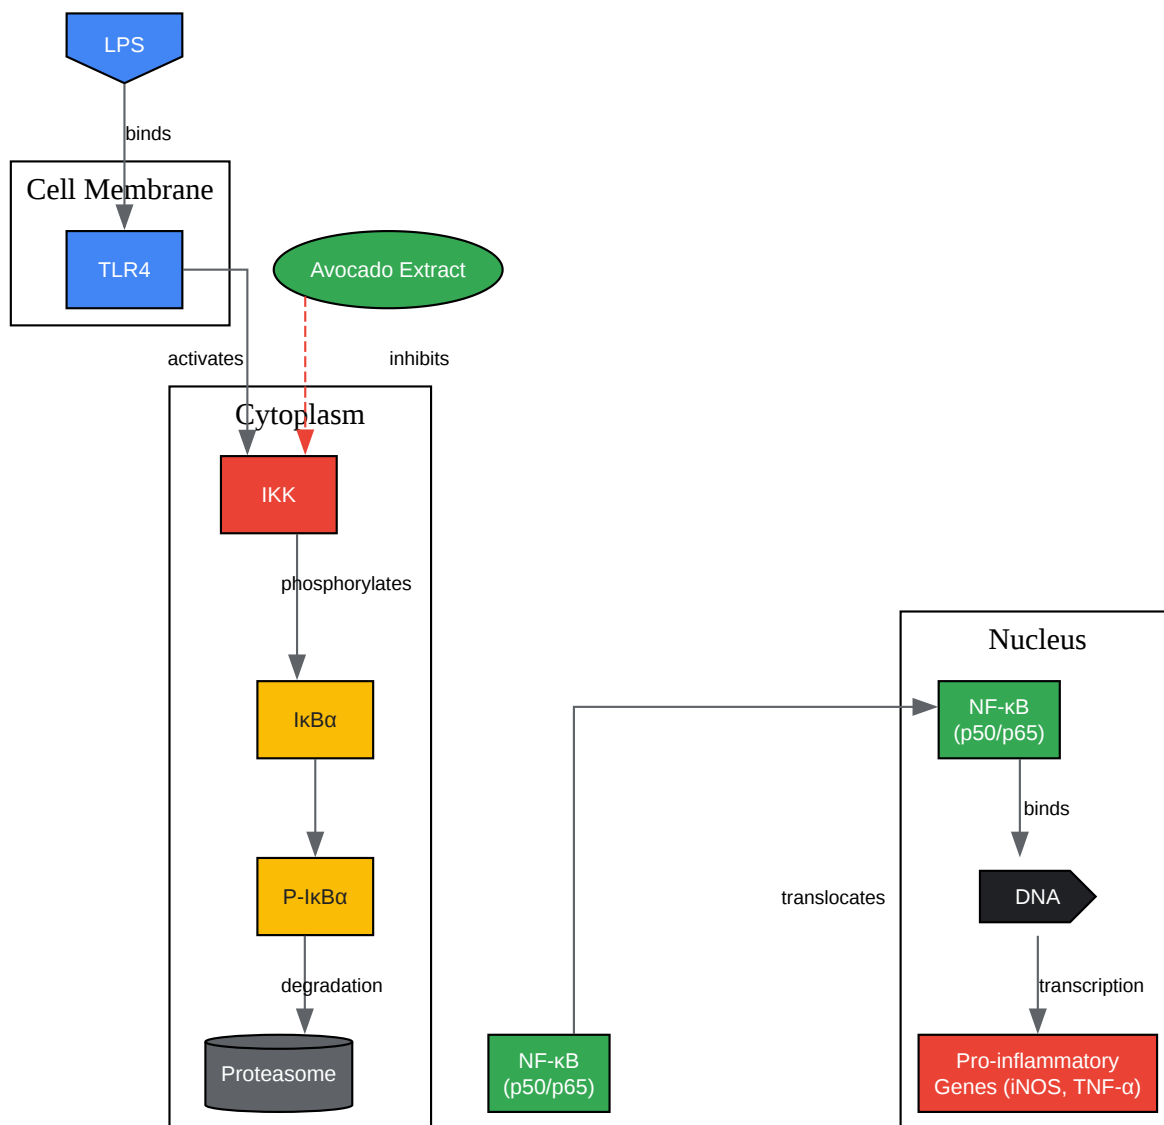 LPS
binds
Cell Membrane
TLR4
Avocado Extract
activates
inhibits
Cytoplasm
IKK
phosphorylates
Nucleus
IκBα
NF-κB
(p50/p65)
binds
P-IκBα
translocates
DNA
degradation
transcription
Proteasome
NF-κB
(p50/p65)
Pro-inflammatory
Genes (iNOS, TNF-α)